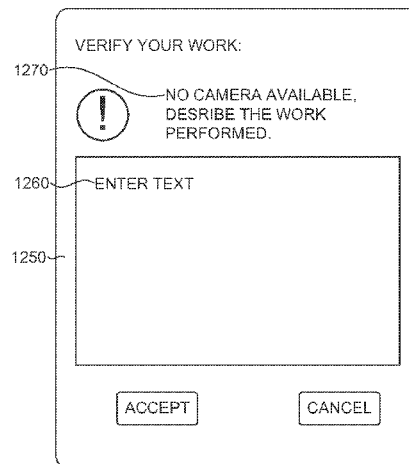 VERIFY YOUR WORK:
1270
! NO CAMERA AVAILABLE,
DESRIBE THE WORK
PERFORMED.
1260 ENTER TEXT
1250
ACCEPT CANCEL